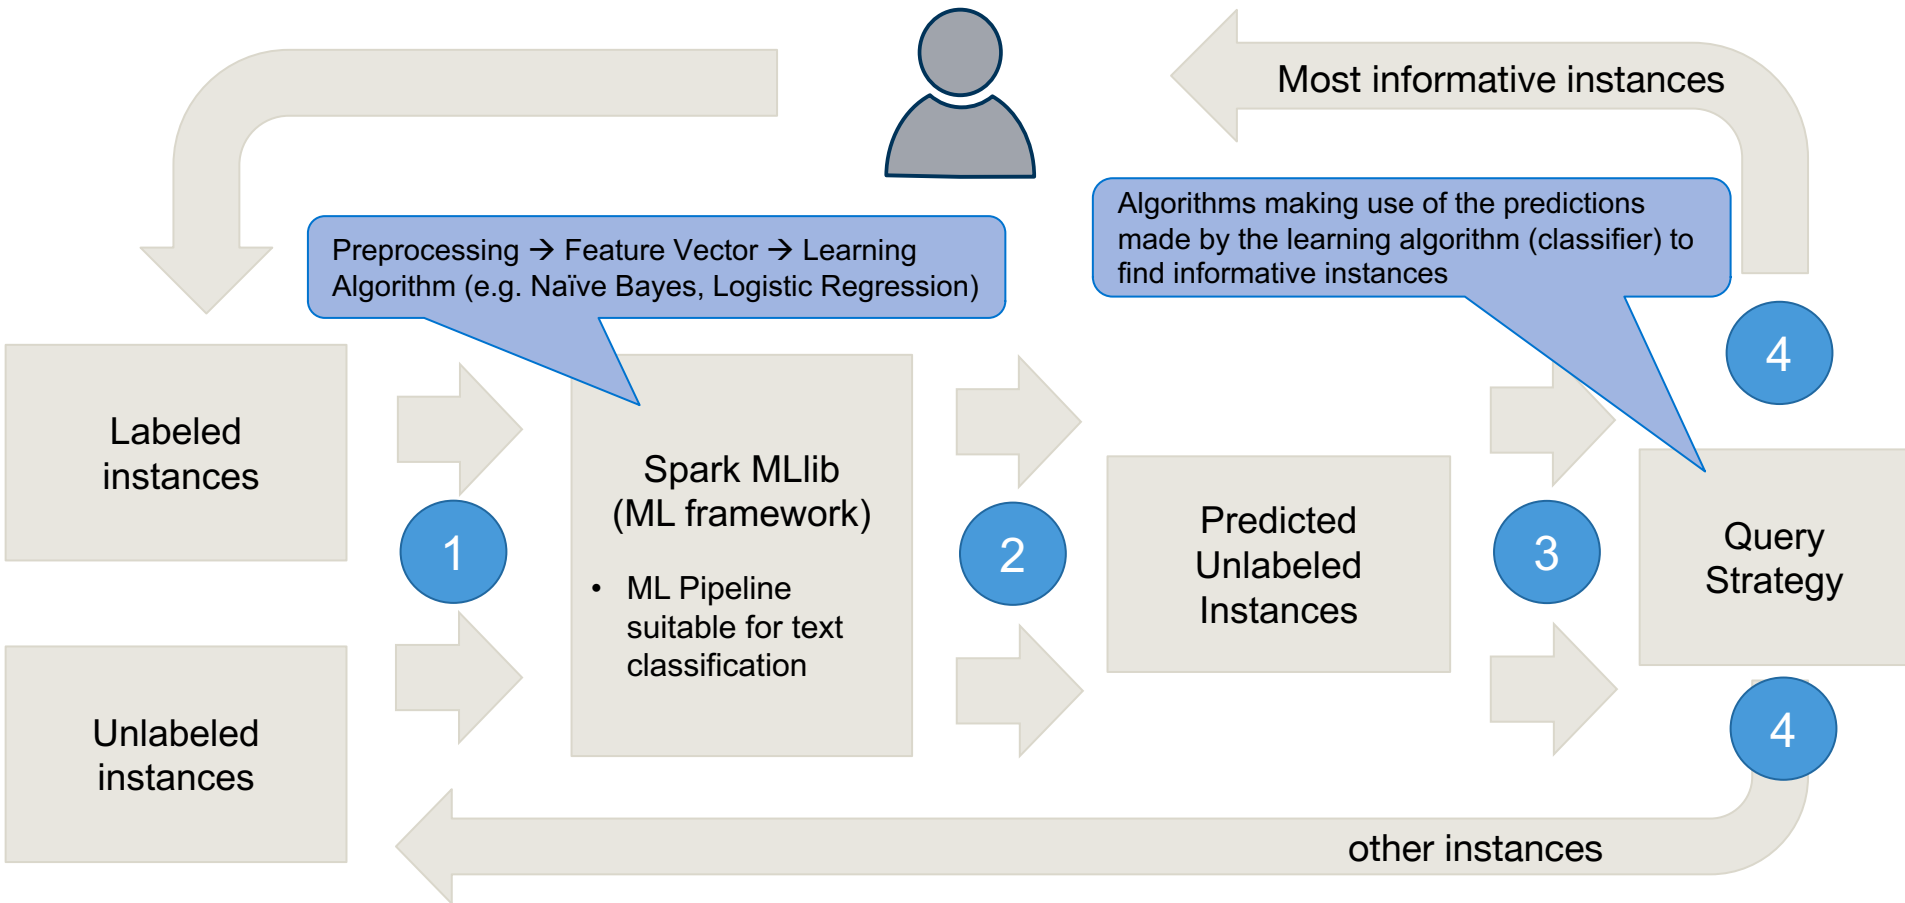 Most informative instances
Preprocessing → Feature Vector → Learning
Algorithm (e.g. Naïve Bayes, Logistic Regression)
Algorithms making use of the predictions
made by the learning algorithm (classifier) to
find informative instances
4
Labeled
instances
1
Spark MLlib
(ML framework)
• ML Pipeline
suitable for text
classification
2
Predicted
Unlabeled
Instances
3
Query
Strategy
Unlabeled
instances
4
other instances